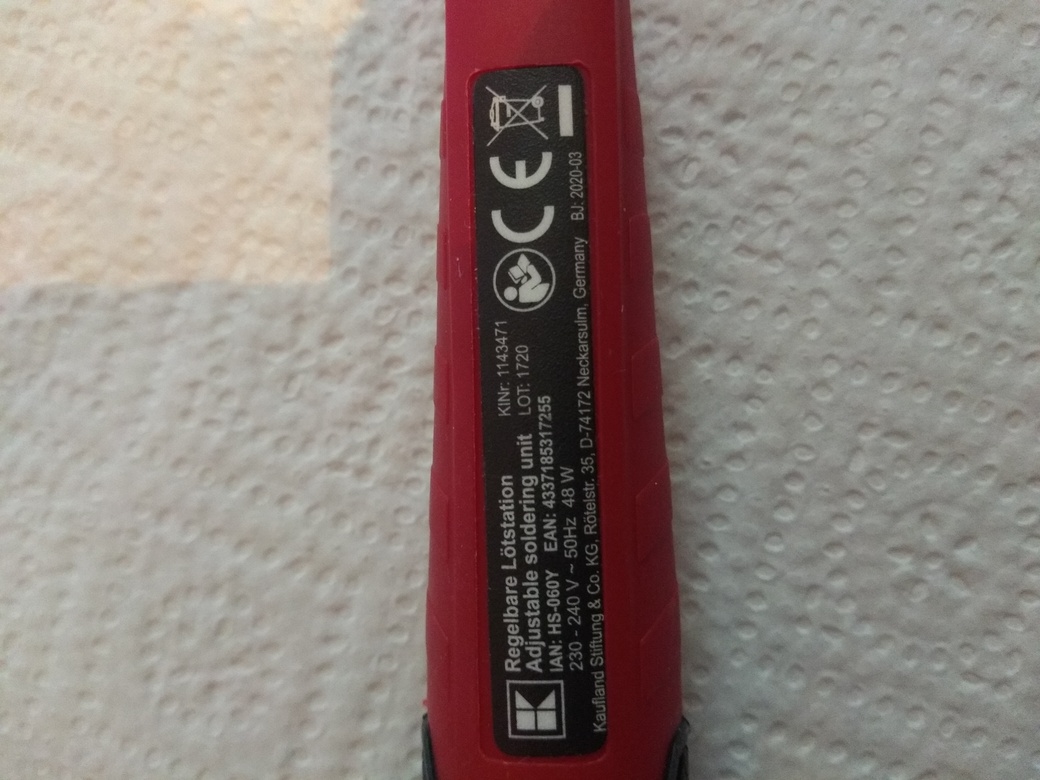 Regelbare Lötstation
Adjustable soldering unit
IAN: HS-060Y EAN: 4337185317255
230 - 240 V ~ 50Hz 48 W
Kaufland Stiftung & Co. KG, Rötelstr. 35, D-74172 Neckarsulm, Germany BJ: 2020-03
KINr: 1143471
LOT: 1720
CE